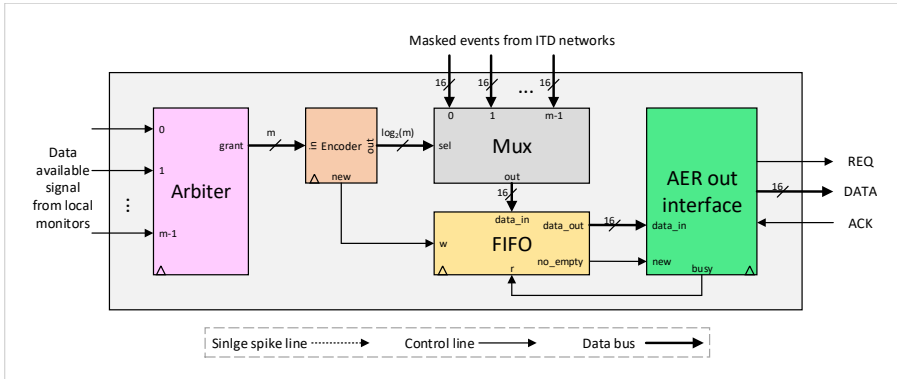 Masked events from ITD networks
16 16 ... 16
0 1 m-1
sel
Mux
out
Data
available
signal
from local
monitors
0
1
⋮
m-1
grant
Arbiter
m
in
Encoder
out
new
log₂(m)
16
data_in
data_out
FIFO
w
no_empty
r
16
AER out
interface
data_in
new
busy
REQ
16
DATA
ACK
Sinlge spike line
Control line
Data bus